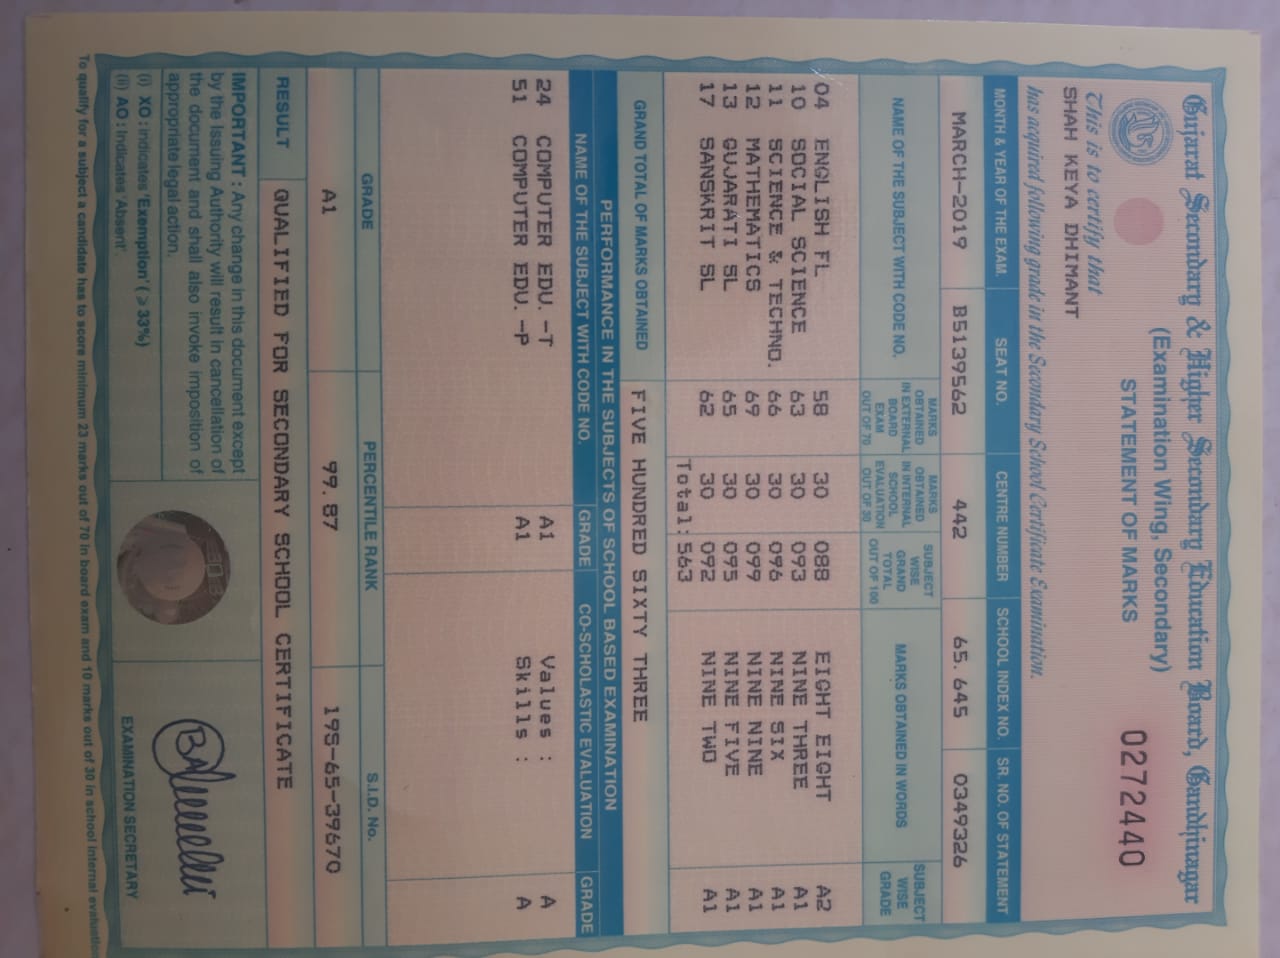 Gujarat Secondary & Higher Secondary Education Board, Gandhinagar
(Examination Wing, Secondary)
STATEMENT OF MARKS
0272440
This is to certify that
SHAH KEYA DHIMANT
has acquired following grade in the Secondary School Certificate Examination.
MONTH & YEAR OF THE EXAM. SEAT NO. CENTRE NUMBER SCHOOL INDEX NO. SR. NO. OF STATEMENT
MARCH-2019 B5139562 442 65.645 0349326
NAME OF THE SUBJECT WITH CODE NO. MARKS OBTAINED IN EXTERNAL BOARD EXAM OUT OF 70 MARKS OBTAINED IN INTERNAL SCHOOL EVALUATION OUT OF 30 SUBJECT WISE GRAND TOTAL OUT OF 100 MARKS OBTAINED IN WORDS SUBJECT WISE GRADE
04 ENGLISH FL 58 30 088 EIGHT EIGHT A2
10 SOCIAL SCIENCE 63 30 093 NINE THREE A1
11 SCIENCE & TECHNO. 66 30 096 NINE SIX A1
12 MATHEMATICS 69 30 099 NINE NINE A1
13 GUJARATI SL 65 30 095 NINE FIVE A1
17 SANSKRIT SL 62 30 092 NINE TWO A1
Total: 563
GRAND TOTAL OF MARKS OBTAINED FIVE HUNDRED SIXTY THREE
PERFORMANCE IN THE SUBJECTS OF SCHOOL BASED EXAMINATION
NAME OF THE SUBJECT WITH CODE NO. GRADE CO-SCHOLASTIC EVALUATION GRADE
24 COMPUTER EDU. -T A1 Values : A
51 COMPUTER EDU. -P A1 Skills : A
GRADE PERCENTILE RANK S.I.D. No.
A1 99.87 19S-65-39670
RESULT QUALIFIED FOR SECONDARY SCHOOL CERTIFICATE
IMPORTANT : Any change in this document except
by the Issuing Authority will result in cancellation of
the document and shall also invoke imposition of
appropriate legal action.
(i) XO : indicates 'Exemption' ( ≥ 33%)
(ii) AO : Indicates 'Absent'.
EXAMINATION SECRETARY
To qualify for a subject a candidate has to score minimum 23 marks out of 70 in board exam and 10 marks out of 30 in school internal evaluation